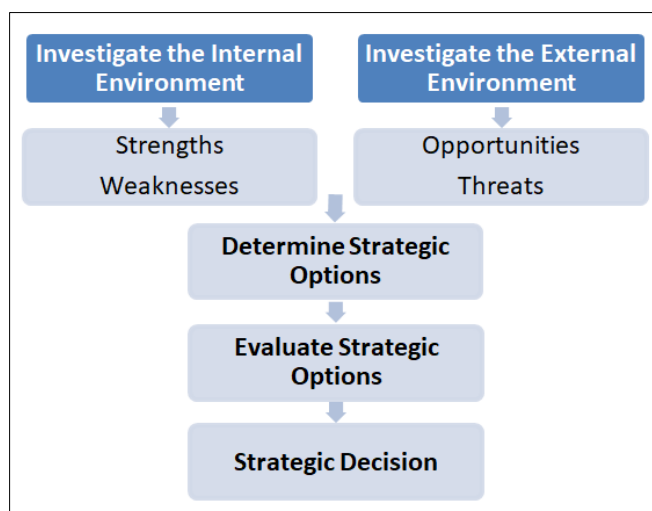 Investigate the Internal
Environment
Investigate the External
Environment
Strengths
Weaknesses
Opportunities
Threats
Determine Strategic
Options
Evaluate Strategic
Options
Strategic Decision